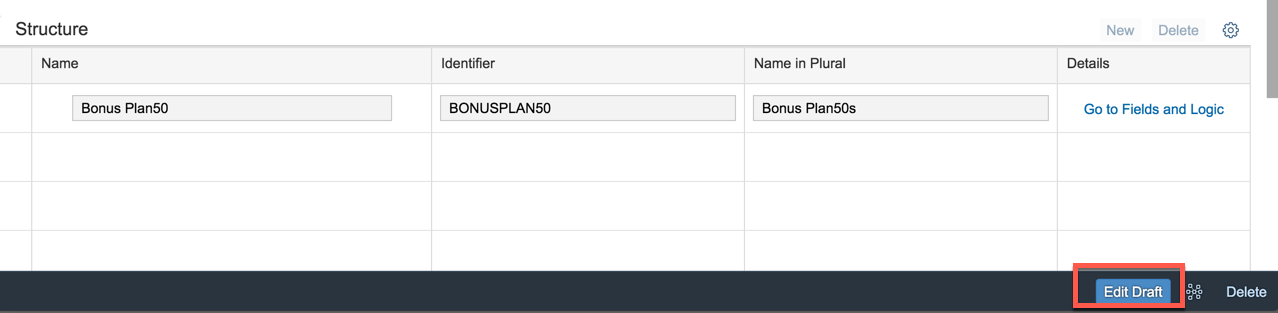 Structure
New Delete
Name Identifier Name in Plural Details
Bonus Plan50 BONUSPLAN50 Bonus Plan50s Go to Fields and Logic
Edit Draft Delete